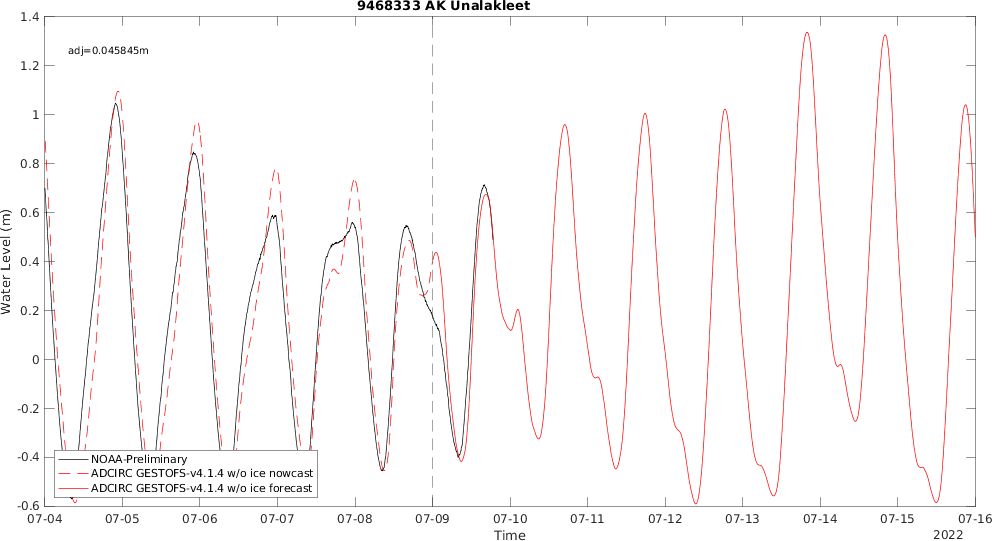 9468333 AK Unalakleet
adj=0.045845m
Water Level (m)
1.4
1.2
1
0.8
0.6
0.4
0.2
0
-0.2
-0.4
-0.6
NOAA-Preliminary
ADCIRC GESTOFS-v4.1.4 w/o ice nowcast
ADCIRC GESTOFS-v4.1.4 w/o ice forecast
07-04 07-05 07-06 07-07 07-08 07-09 07-10 07-11 07-12 07-13 07-14 07-15 07-16
Time
2022